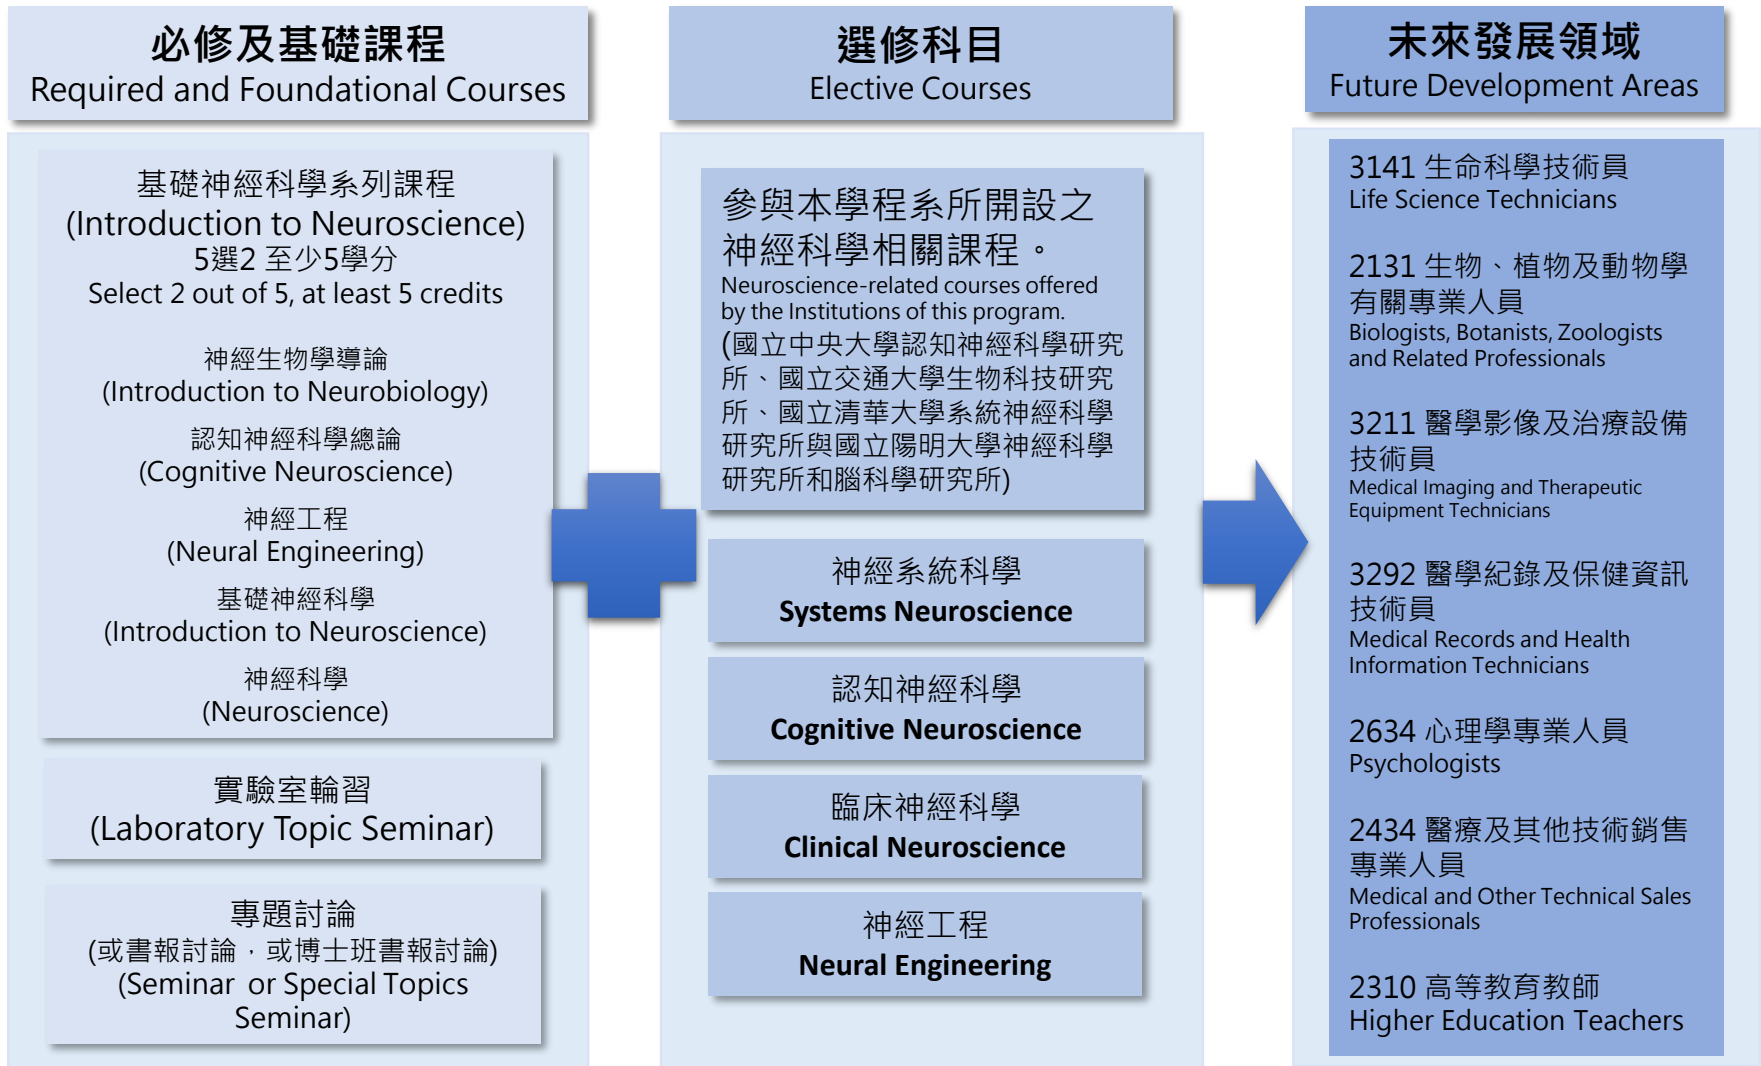 必修及基礎課程
Required and Foundational Courses
基礎神經科學系列課程
(Introduction to Neuroscience)
5選2 至少5學分
Select 2 out of 5, at least 5 credits
神經生物學導論
(Introduction to Neurobiology)
認知神經科學總論
(Cognitive Neuroscience)
神經工程
(Neural Engineering)
基礎神經科學
(Introduction to Neuroscience)
神經科學
(Neuroscience)
實驗室輪習
(Laboratory Topic Seminar)
專題討論
(或書報討論，或博士班書報討論)
(Seminar or Special Topics
Seminar)
選修科目
Elective Courses
參與本學程系所開設之
神經科學相關課程。
Neuroscience-related courses offered
by the Institutions of this program.
(國立中央大學認知神經科學研究
所、國立交通大學生物科技研究
所、國立清華大學系統神經科學
研究所與國立陽明大學神經科學
研究所和腦科學研究所)
神經系統科學
Systems Neuroscience
認知神經科學
Cognitive Neuroscience
臨床神經科學
Clinical Neuroscience
神經工程
Neural Engineering
未來發展領域
Future Development Areas
3141 生命科學技術員
Life Science Technicians
2131 生物、植物及動物學
有關專業人員
Biologists, Botanists, Zoologists
and Related Professionals
3211 醫學影像及治療設備
技術員
Medical Imaging and Therapeutic
Equipment Technicians
3292 醫學紀錄及保健資訊
技術員
Medical Records and Health
Information Technicians
2634 心理學專業人員
Psychologists
2434 醫療及其他技術銷售
專業人員
Medical and Other Technical Sales
Professionals
2310 高等教育教師
Higher Education Teachers